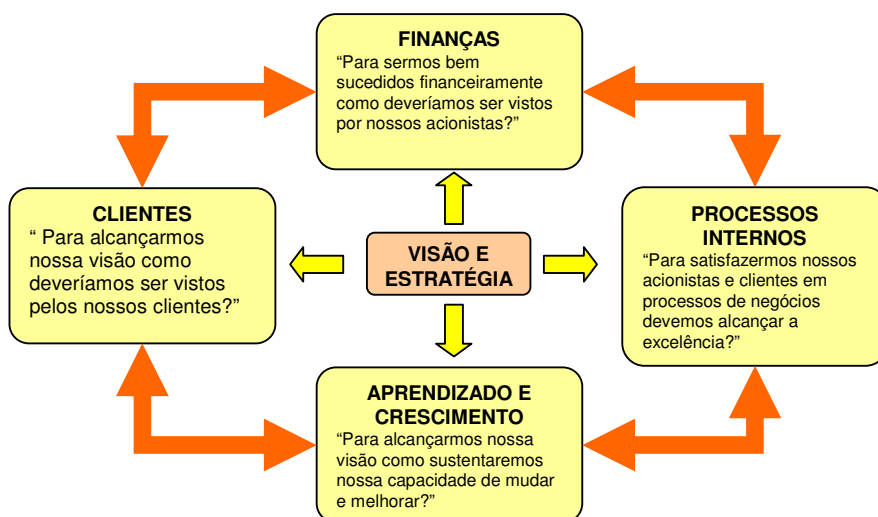 FINANÇAS
“Para sermos bem
sucedidos financeiramente
como deveríamos ser vistos
por nossos acionistas?”
CLIENTES
“ Para alcançarmos
nossa visão como
deveríamos ser vistos
pelos nossos clientes?”
VISÃO E
ESTRATÉGIA
PROCESSOS
INTERNOS
“Para satisfazermos nossos
acionistas e clientes em
processos de negócios
devemos alcançar a
excelência?”
APRENDIZADO E
CRESCIMENTO
“Para alcançarmos nossa
visão como sustentaremos
nossa capacidade de mudar
e melhorar?”